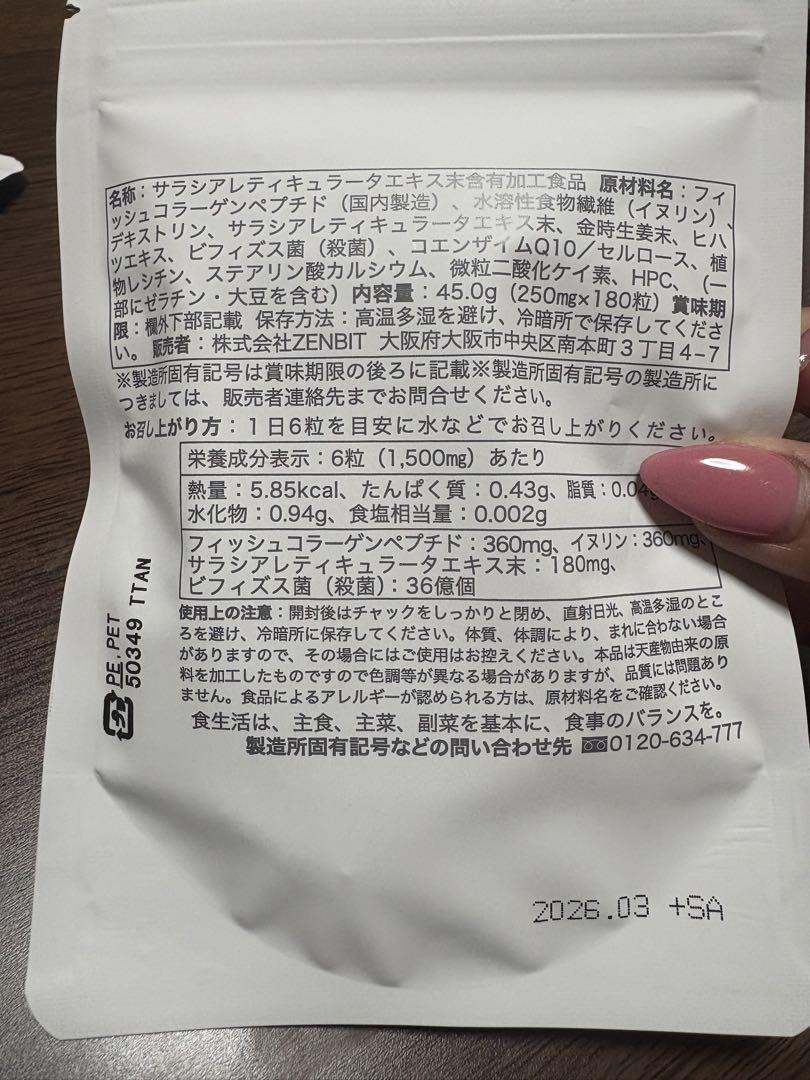 名称：サラシアレティキュラータエキス末含有加工食品 原材料名：フィ
ッシュコラーゲンペプチド（国内製造）、水溶性食物繊維（イヌリン）、
デキストリン、サラシアレティキュラータエキス末、金時生姜末、ヒハ
ツエキス、ビフィズス菌（殺菌）、コエンザイムQ10／セルロース、植
物レシチン、ステアリン酸カルシウム、微粒二酸化ケイ素、HPC、（一
部にゼラチン・大豆を含む）内容量：45.0g（250mg×180粒）賞味期
限：欄外下部記載 保存方法：高温多湿を避け、冷暗所で保存してくださ
い。 販売者：株式会社ZENBIT 大阪府大阪市中央区南本町３丁目4−7
※製造所固有記号は賞味期限の後ろに記載※製造所固有記号の製造所に
つきましては、販売者連絡先までお問合せください。
お召し上がり方：１日6粒を目安に水などでお召し上がりください。
栄養成分表示：6粒（1,500mg）あたり
熱量：5.85kcal、たんぱく質：0.43g、脂質：0.04g
水化物：0.94g、食塩相当量：0.002g
フィッシュコラーゲンペプチド：360mg、イヌリン：360mg、
サラシアレティキュラータエキス末：180mg、
ビフィズス菌（殺菌）：36億個
使用上の注意：開封後はチャックをしっかりと閉め、直射日光、高温多湿のとこ
ろを避け、冷暗所に保存してください。体質、体調により、まれに合わない場合
がありますので、その場合にはご使用はお控えください。本品は天産物由来の原
料を加工したものですので色調等が異なる場合がありますが、品質には問題あり
ません。食品によるアレルギーが認められる方は、原材料名をご確認ください。
食生活は、主食、主菜、副菜を基本に、食事のバランスを。
製造所固有記号などの問い合わせ先 0120-634-777
プラ
PE,PET
50349 TTAN
2026.03 +SA